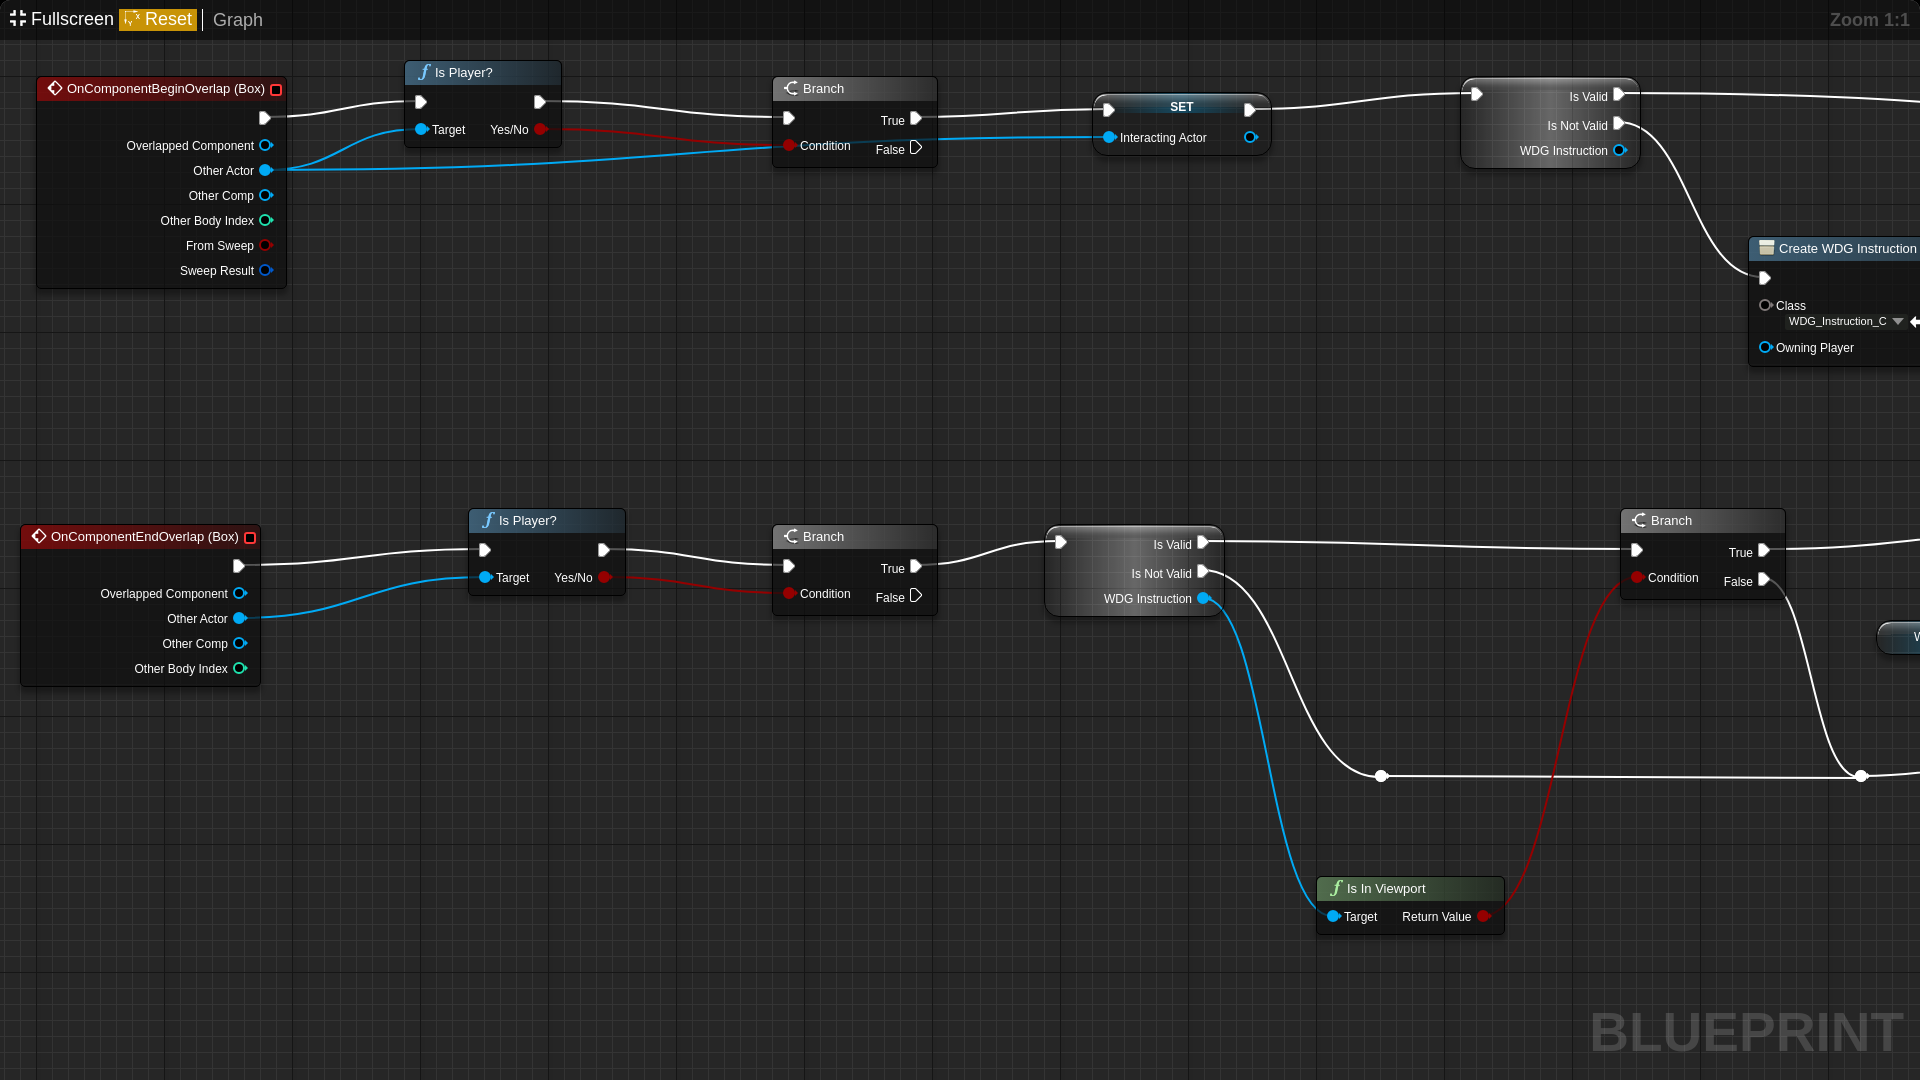 Fullscreen Reset Graph
Zoom 1:1
OnComponentBeginOverlap (Box)
Overlapped Component
Other Actor
Other Comp
Other Body Index
From Sweep
Sweep Result
Is Player?
Target Yes/No
Branch
True
Condition
False
SET
Interacting Actor
Is Valid
Is Not Valid
WDG Instruction
Create WDG Instruction
Class
WDG_Instruction_C
Owning Player
OnComponentEndOverlap (Box)
Overlapped Component
Other Actor
Other Comp
Other Body Index
Is Player?
Target Yes/No
Branch
True
Condition
False
Is Valid
Is Not Valid
WDG Instruction
Branch
True
Condition
False
Is In Viewport
Target Return Value
BLUEPRINT